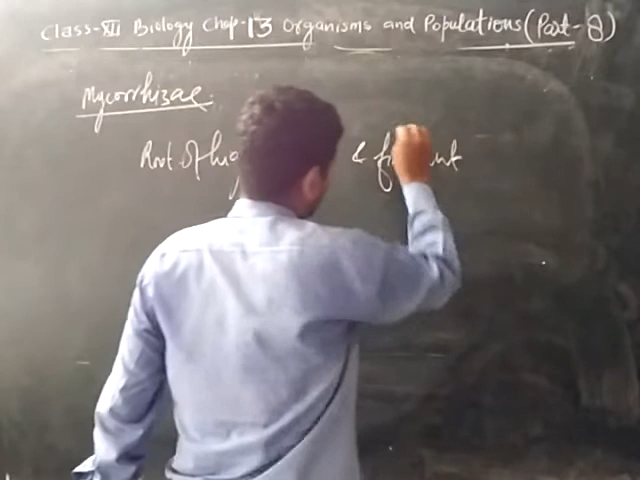 Class-XII Biology Chap-13 Organisms and Populations (Part-8)
Mycorrhizae.
Root of &